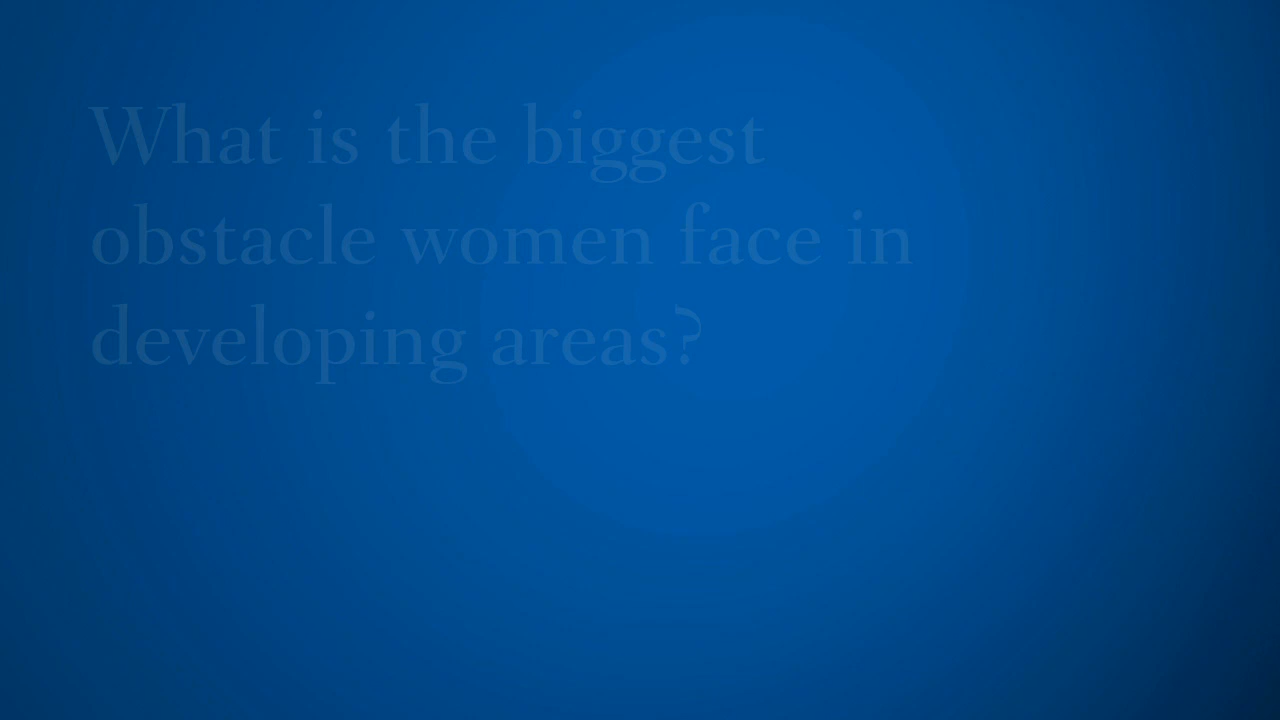 What is the biggest
obstacle women face in
developing areas?